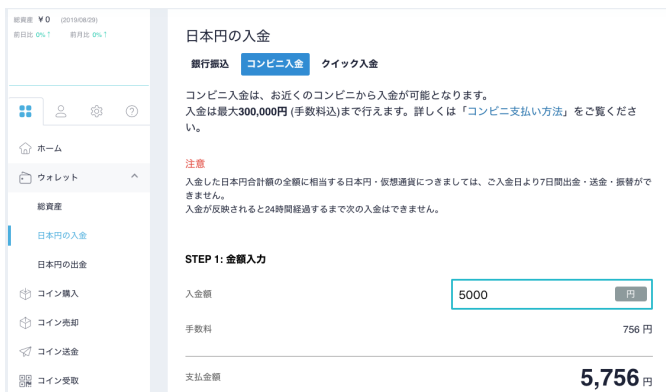 総資産 ¥0 (2019/08/29)
前日比 0%↑ 前月比 0%↑
ホーム
ウォレット
総資産
日本円の入金
日本円の出金
コイン購入
コイン売却
コイン送金
コイン受取
日本円の入金
銀行振込 コンビニ入金 クイック入金
コンビニ入金は、お近くのコンビニから入金が可能となります。
入金は最大300,000円 (手数料込)まで行えます。詳しくは「コンビニ支払い方法」をご覧くださ
い。
注意
入金した日本円合計額の全額に相当する日本円・仮想通貨につきましては、ご入金日より7日間出金・送金・振替がで
きません。
入金が反映されると24時間経過するまで次の入金はできません。
STEP 1: 金額入力
入金額 5000 円
手数料 756 円
支払金額 5,756 円